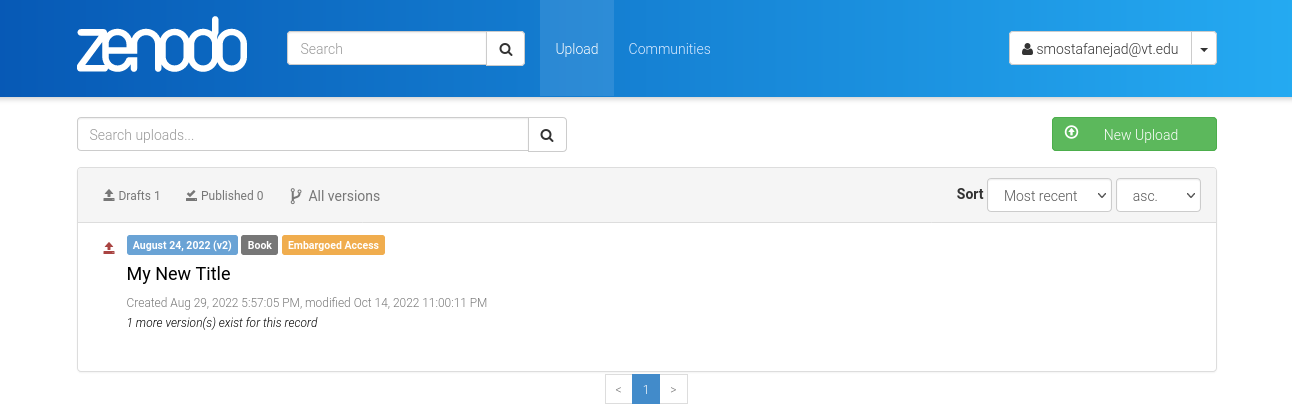 zenodo
Search
Upload
Communities
smostafanejad@vt.edu
Search uploads...
New Upload
Drafts 1
Published 0
All versions
Sort
Most recent
asc.
August 24, 2022 (v2)
Book
Embargoed Access
My New Title
Created Aug 29, 2022 5:57:05 PM, modified Oct 14, 2022 11:00:11 PM
1 more version(s) exist for this record
< 1 >